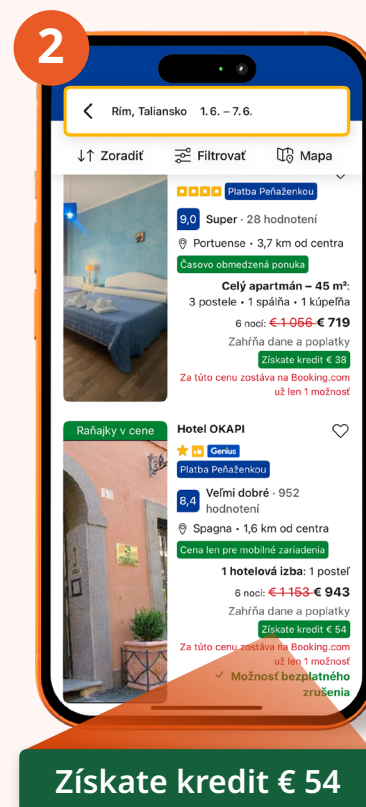 2
Rím, Taliansko 1. 6. – 7. 6.
Zoradiť Filtrovať Mapa
Platba Peňaženkou
9,0 Super · 28 hodnotení
Portuense • 3,7 km od centra
Časovo obmedzená ponuka
Celý apartmán – 45 m²:
3 postele • 1 spálňa • 1 kúpeľňa
6 nocí: € 1 056 € 719
Zahŕňa dane a poplatky
Získate kredit € 38
Za túto cenu zostáva na Booking.com
už len 1 možnosť
Raňajky v cene
Hotel OKAPI
Genius
Platba Peňaženkou
8,4 Veľmi dobré · 952
hodnotení
Spagna • 1,6 km od centra
Cena len pre mobilné zariadenia
1 hotelová izba: 1 posteľ
6 nocí: € 1 153 € 943
Zahŕňa dane a poplatky
Získate kredit € 54
Za túto cenu zostáva na Booking.com
už len 1 možnosť
Možnosť bezplatného
zrušenia
Získate kredit € 54